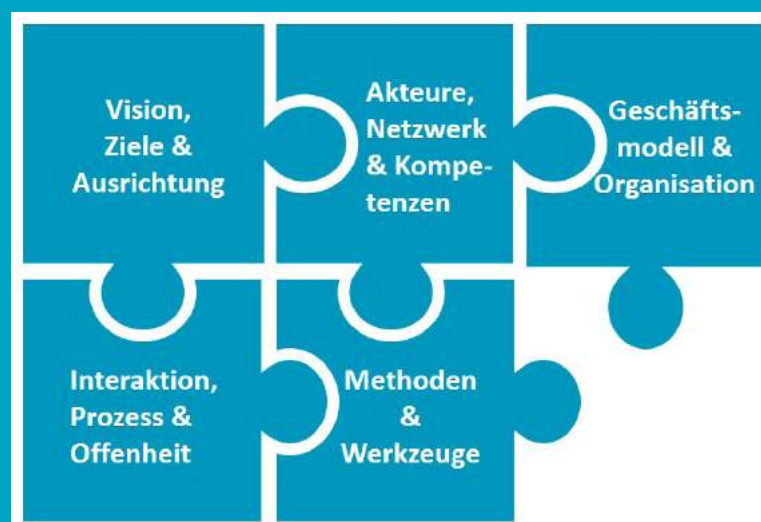 Vision,
Ziele &
Ausrichtung
Akteure,
Netzwerk
& Kompe-
tenzen
Geschäfts-
modell &
Organisation
Interaktion,
Prozess &
Offenheit
Methoden
&
Werkzeuge